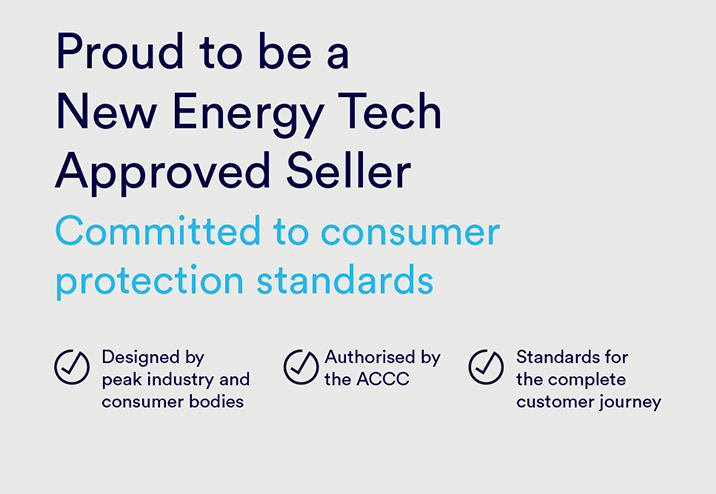 Proud to be a
New Energy Tech
Approved Seller
Committed to consumer
protection standards
Designed by
peak industry and
consumer bodies
Authorised by
the ACCC
Standards for
the complete
customer journey